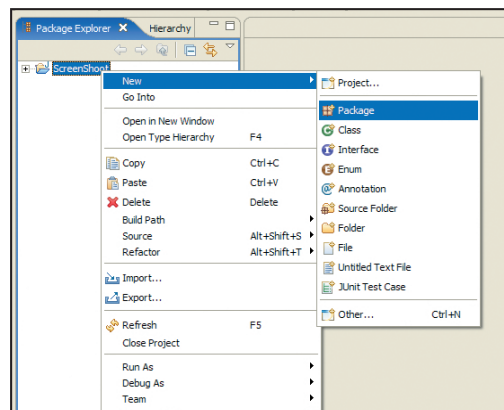 Package Explorer
Hierarchy
ScreenShoot
New
Go Into
Open in New Window
Open Type Hierarchy F4
Copy Ctrl+C
Paste Ctrl+V
Delete Delete
Build Path
Source Alt+Shift+S
Refactor Alt+Shift+T
Import...
Export...
Refresh F5
Close Project
Run As
Debug As
Team
Project...
Package
Class
Interface
Enum
Annotation
Source Folder
Folder
File
Untitled Text File
JUnit Test Case
Other... Ctrl+N